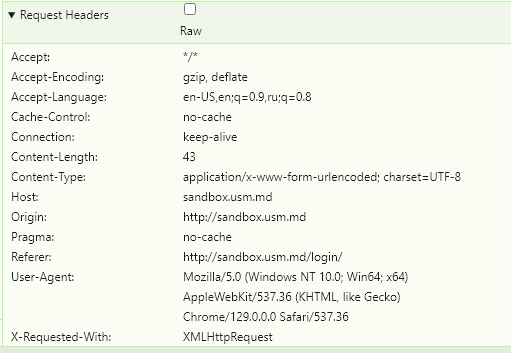 ▼ Request Headers
Raw
Accept: */*
Accept-Encoding: gzip, deflate
Accept-Language: en-US,en;q=0.9,ru;q=0.8
Cache-Control: no-cache
Connection: keep-alive
Content-Length: 43
Content-Type: application/x-www-form-urlencoded; charset=UTF-8
Host: sandbox.usm.md
Origin: http://sandbox.usm.md
Pragma: no-cache
Referer: http://sandbox.usm.md/login/
User-Agent: Mozilla/5.0 (Windows NT 10.0; Win64; x64)
AppleWebKit/537.36 (KHTML, like Gecko)
Chrome/129.0.0.0 Safari/537.36
X-Requested-With: XMLHttpRequest